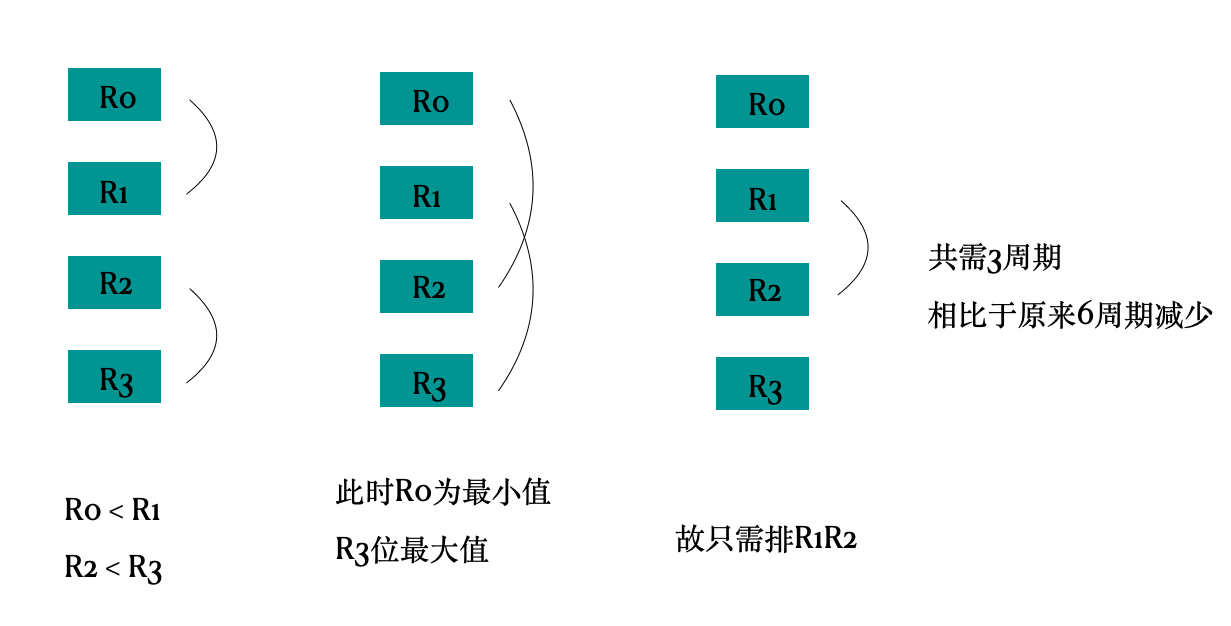 R0
R1
R2
R3
R0 < R1
R2 < R3
R0
R1
R2
R3
此时R0为最小值
R3位最大值
R0
R1
R2
R3
故只需排R1R2
共需3周期
相比于原来6周期减少